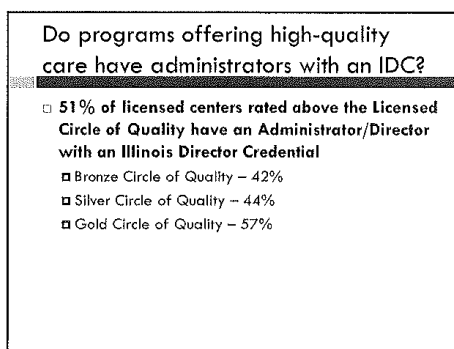 Do programs offering high-quality
care have administrators with an IDC?
51% of licensed centers rated above the Licensed
Circle of Quality have an Administrator/Director
with an Illinois Director Credential
Bronze Circle of Quality – 42%
Silver Circle of Quality – 44%
Gold Circle of Quality – 57%